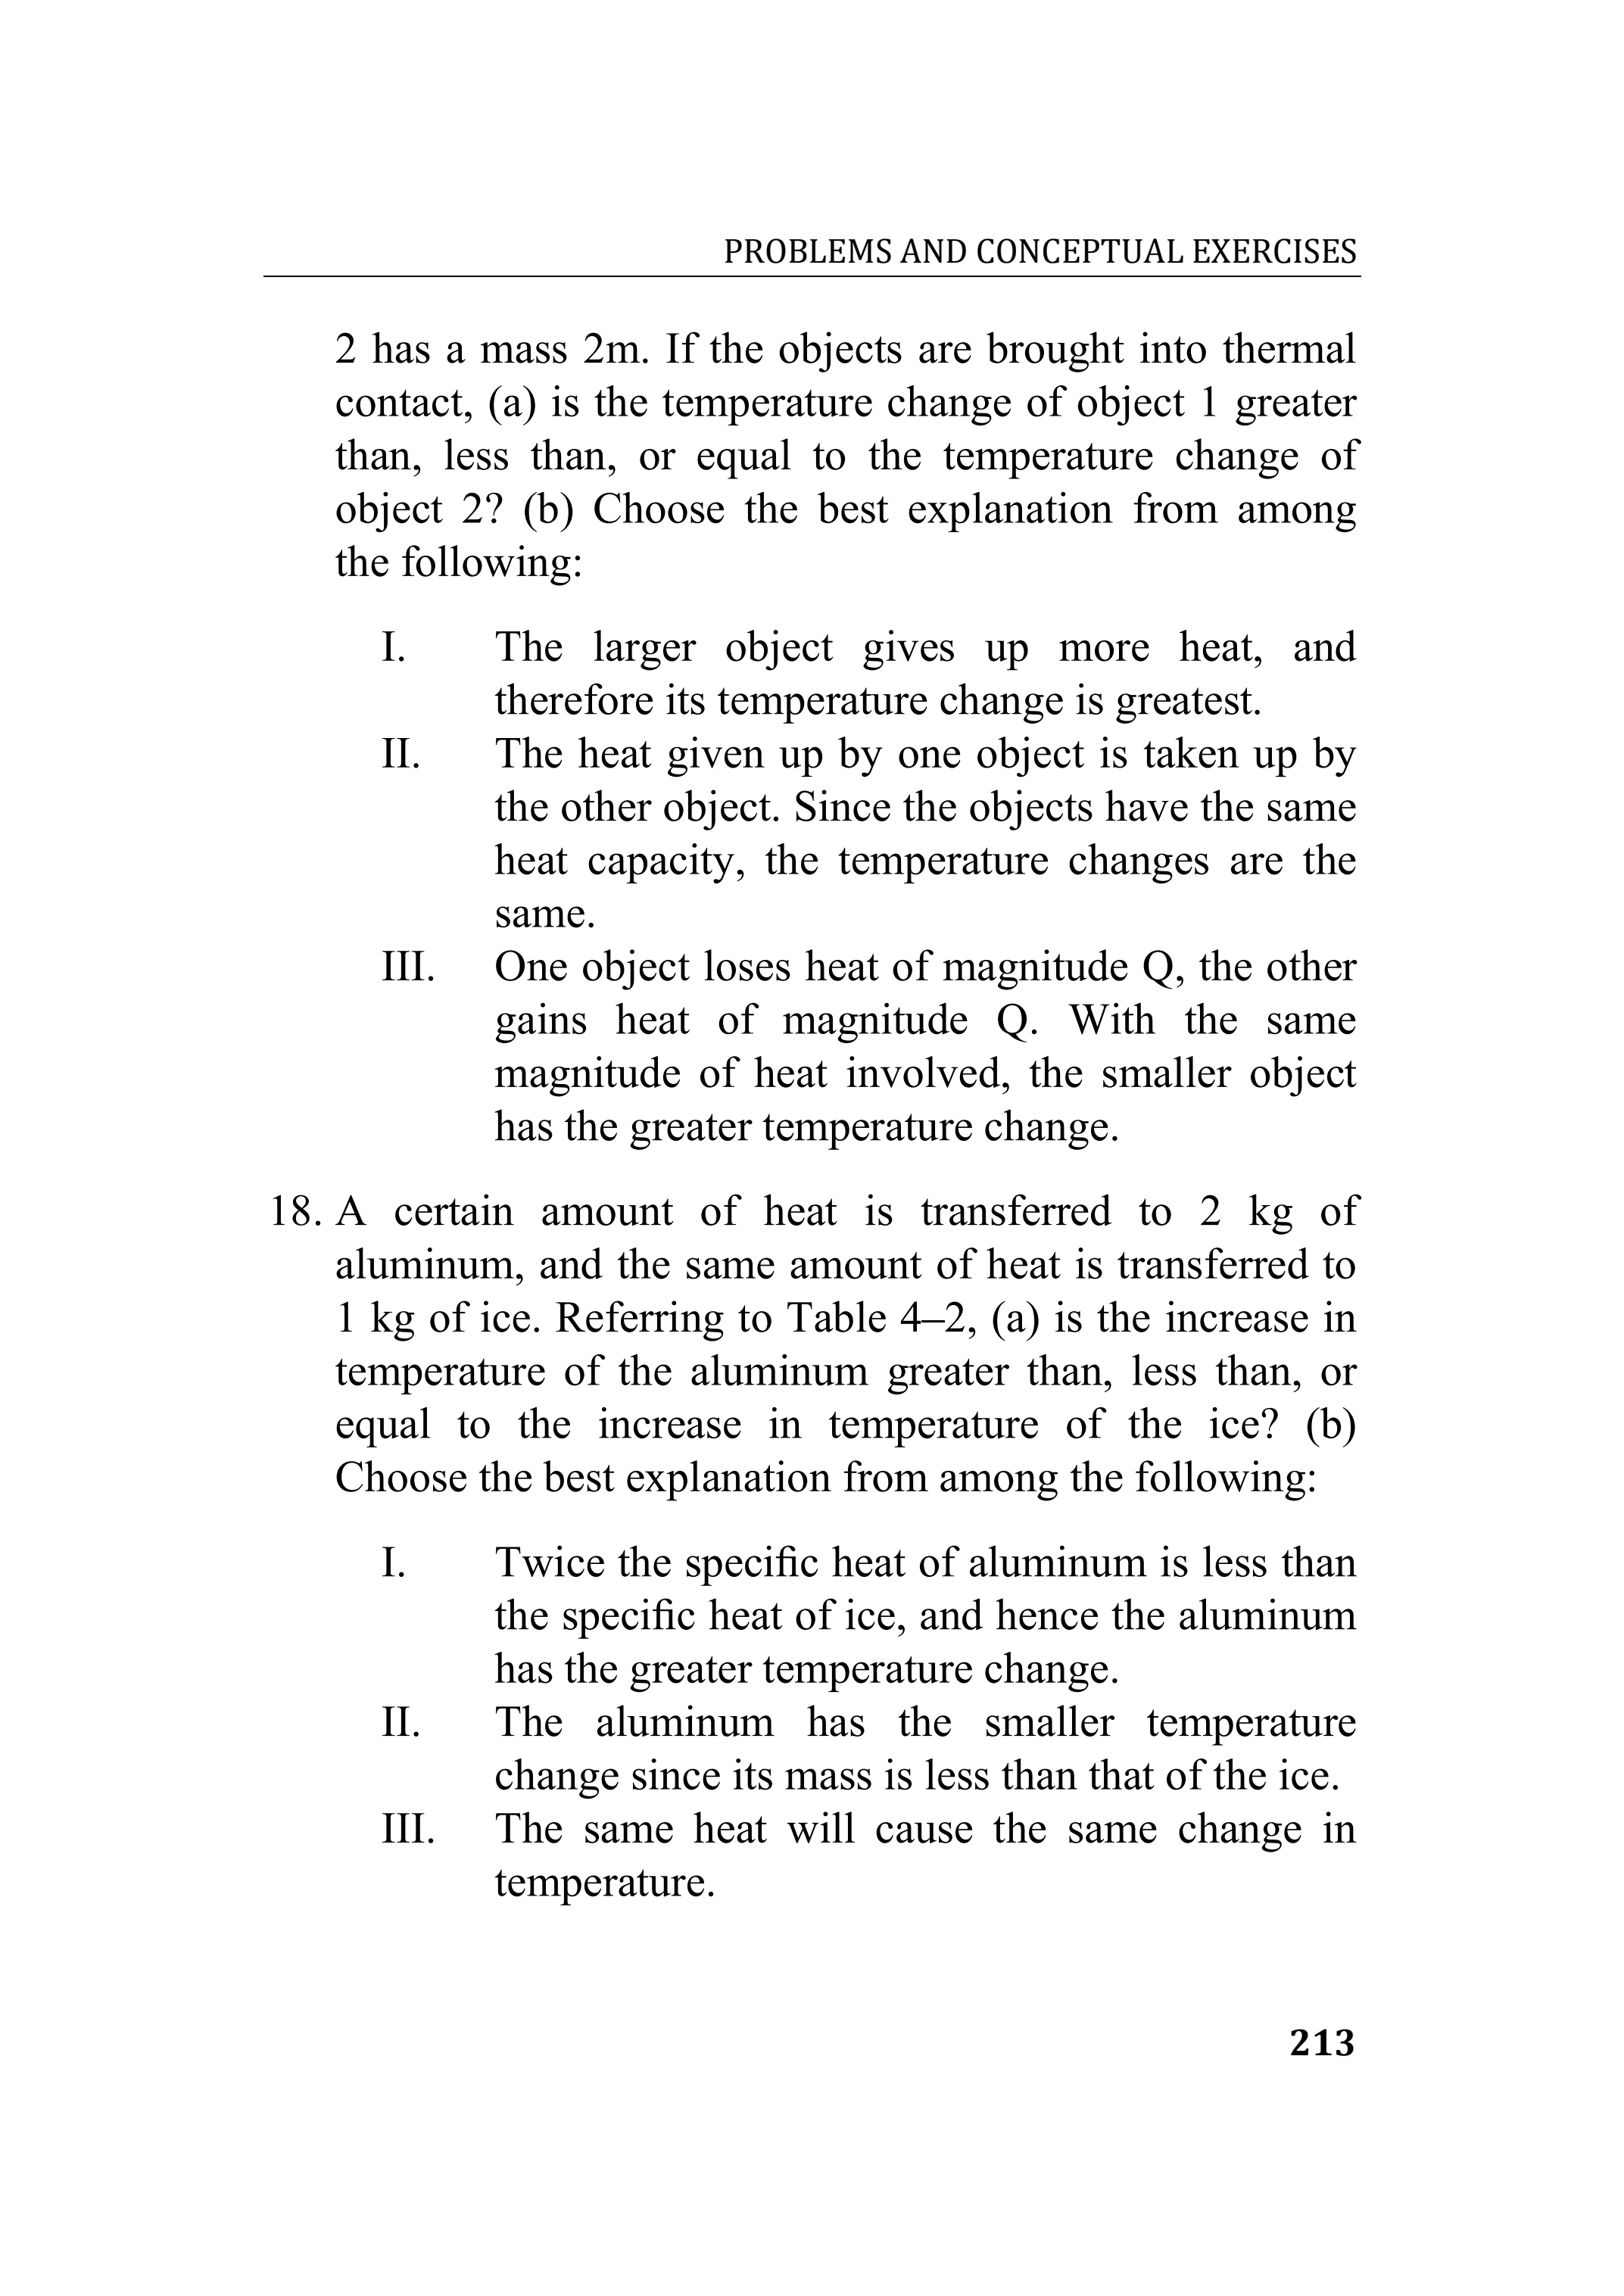 PROBLEMS AND CONCEPTUAL EXERCISES
2 has a mass 2m. If the objects are brought into thermal
contact, (a) is the temperature change of object 1 greater
than, less than, or equal to the temperature change of
object 2? (b) Choose the best explanation from among
the following:
I. The larger object gives up more heat, and
therefore its temperature change is greatest.
II. The heat given up by one object is taken up by
the other object. Since the objects have the same
heat capacity, the temperature changes are the
same.
III. One object loses heat of magnitude Q, the other
gains heat of magnitude Q. With the same
magnitude of heat involved, the smaller object
has the greater temperature change.
18. A certain amount of heat is transferred to 2 kg of
aluminum, and the same amount of heat is transferred to
1 kg of ice. Referring to Table 4–2, (a) is the increase in
temperature of the aluminum greater than, less than, or
equal to the increase in temperature of the ice? (b)
Choose the best explanation from among the following:
I. Twice the specific heat of aluminum is less than
the specific heat of ice, and hence the aluminum
has the greater temperature change.
II. The aluminum has the smaller temperature
change since its mass is less than that of the ice.
III. The same heat will cause the same change in
temperature.
213